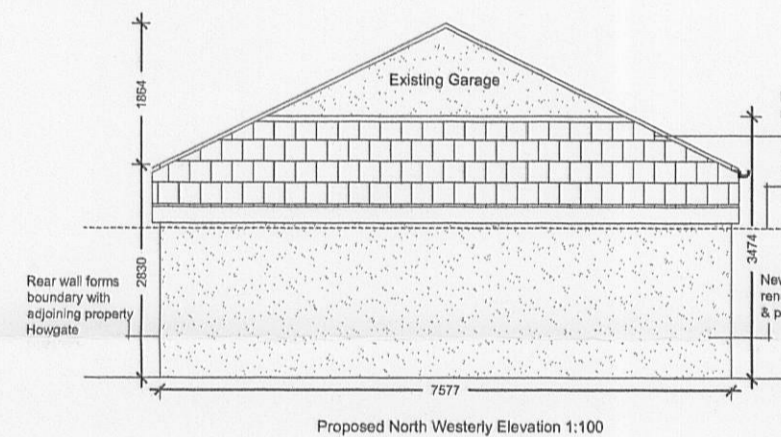 1864
Existing Garage
2830
3474
Rear wall forms
boundary with
adjoining property
Howgate
New
ren
& p
7577
Proposed North Westerly Elevation 1:100